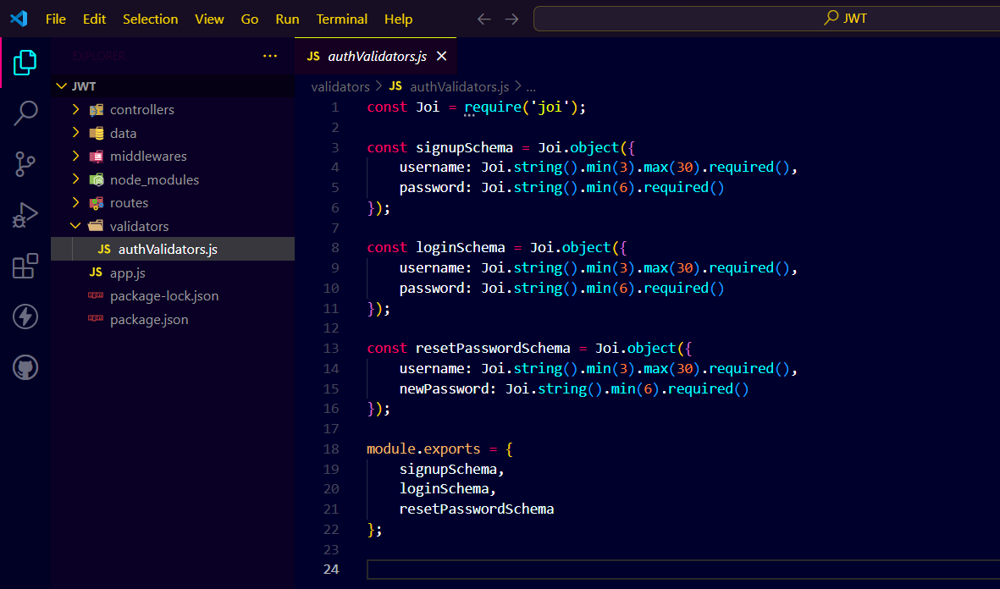 File Edit Selection View Go Run Terminal Help JWT
EXPLORER
JWT
controllers
data
middlewares
node_modules
routes
validators
JS authValidators.js
JS app.js
package-lock.json
package.json
JS authValidators.js
validators > JS authValidators.js > ...
1 const Joi = require('joi');
2
3 const signupSchema = Joi.object({
4 username: Joi.string().min(3).max(30).required(),
5 password: Joi.string().min(6).required()
6 });
7
8 const loginSchema = Joi.object({
9 username: Joi.string().min(3).max(30).required(),
10 password: Joi.string().min(6).required()
11 });
12
13 const resetPasswordSchema = Joi.object({
14 username: Joi.string().min(3).max(30).required(),
15 newPassword: Joi.string().min(6).required()
16 });
17
18 module.exports = {
19 signupSchema,
20 loginSchema,
21 resetPasswordSchema
22 };
23
24